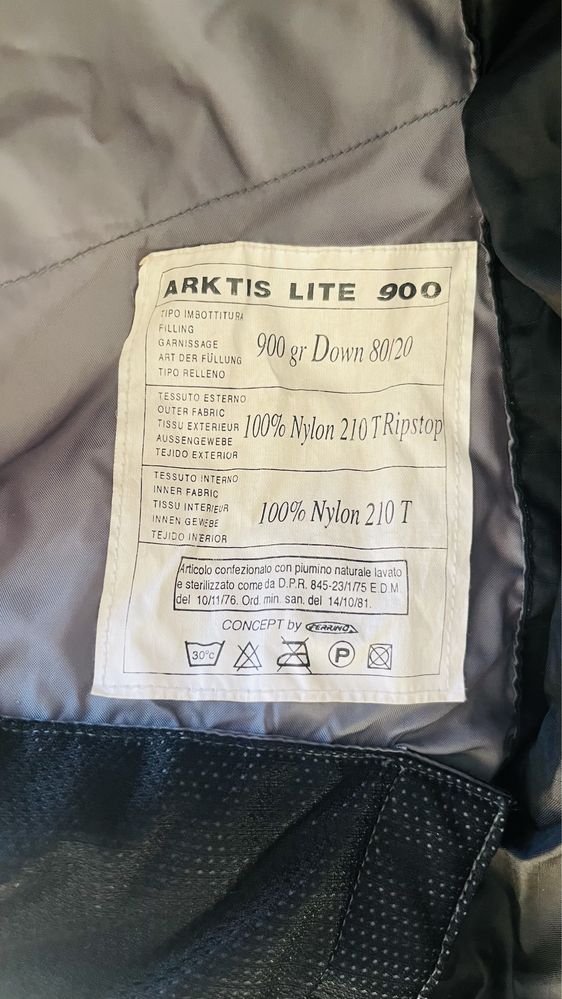 ARKTIS LITE 900
TIPO IMBOTTITURA
FILLING
GARNISSAGE
ART DER FÜLLUNG
TIPO RELLENO
900 gr Down 80/20
TESSUTO ESTERNO
OUTER FABRIC
TISSU EXTERIEUR
AUSSENGEWEBE
TEJIDO EXTERIOR
100% Nylon 210 T Ripstop
TESSUTO INTERNO
INNER FABRIC
TISSU INTERIEUR
INNEN GEWEBE
TEJIDO INTERIOR
100% Nylon 210 T
Articolo confezionato con piumino naturale lavato
e sterilizzato come da D.P.R. 845-23/1/75 E.D.M.
del 10/11/76. Ord. min. san. del 14/10/81.
CONCEPT by FERRINO
30°c
P